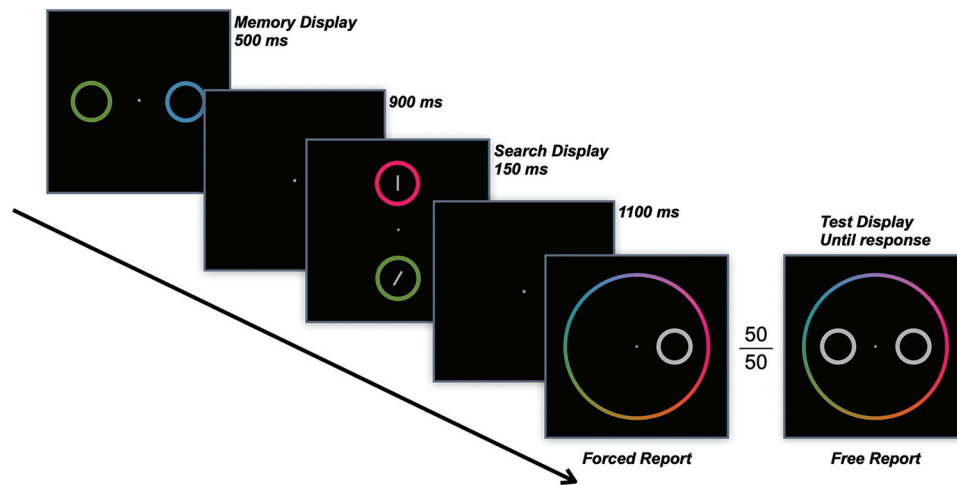 Memory Display
500 ms
900 ms
Search Display
150 ms
1100 ms
Test Display
Until response
50
50
Forced Report
Free Report